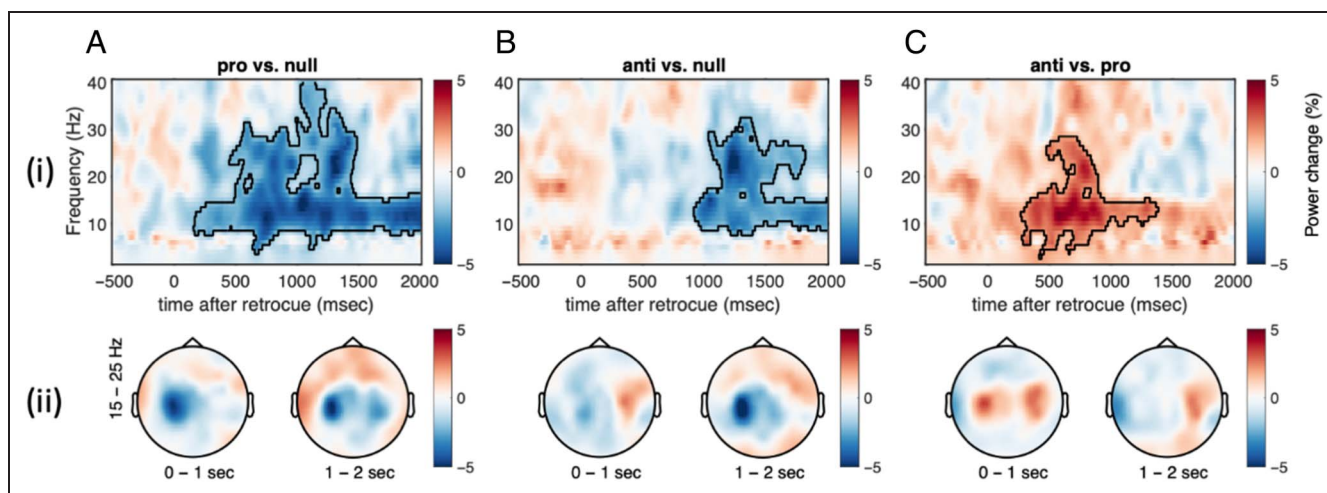 A B C
pro vs. null anti vs. null anti vs. pro
(i)
Frequency (Hz)
40 30 20 10
5 0 −5
40 30 20 10
5 0 −5
40 30 20 10
5 0 −5
Power change (%)
−500 0 500 1000 1500 2000 −500 0 500 1000 1500 2000 −500 0 500 1000 1500 2000
time after retrocue (msec) time after retrocue (msec) time after retrocue (msec)
(ii)
15 – 25 Hz
5 0 −5
5 0 −5
5 0 −5
0 – 1 sec 1 – 2 sec 0 – 1 sec 1 – 2 sec 0 – 1 sec 1 – 2 sec